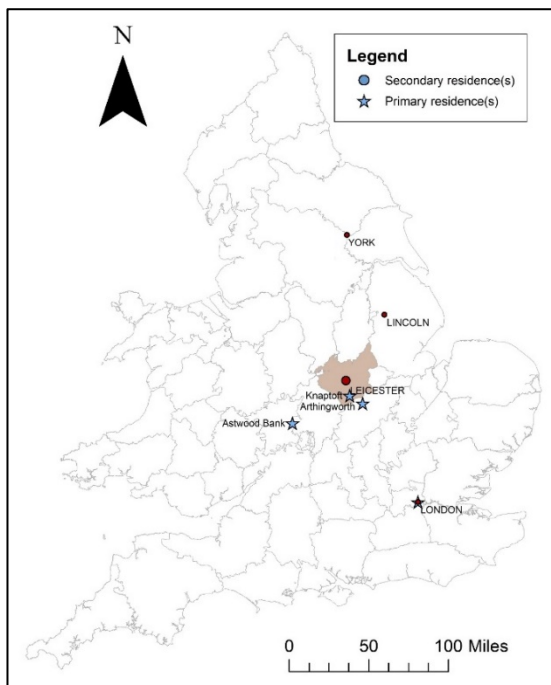 N
Legend
Secondary residence(s)
Primary residence(s)
YORK
LINCOLN
LEICESTER
Knaptoft
Arthingworth
Astwood Bank
LONDON
0 50 100 Miles